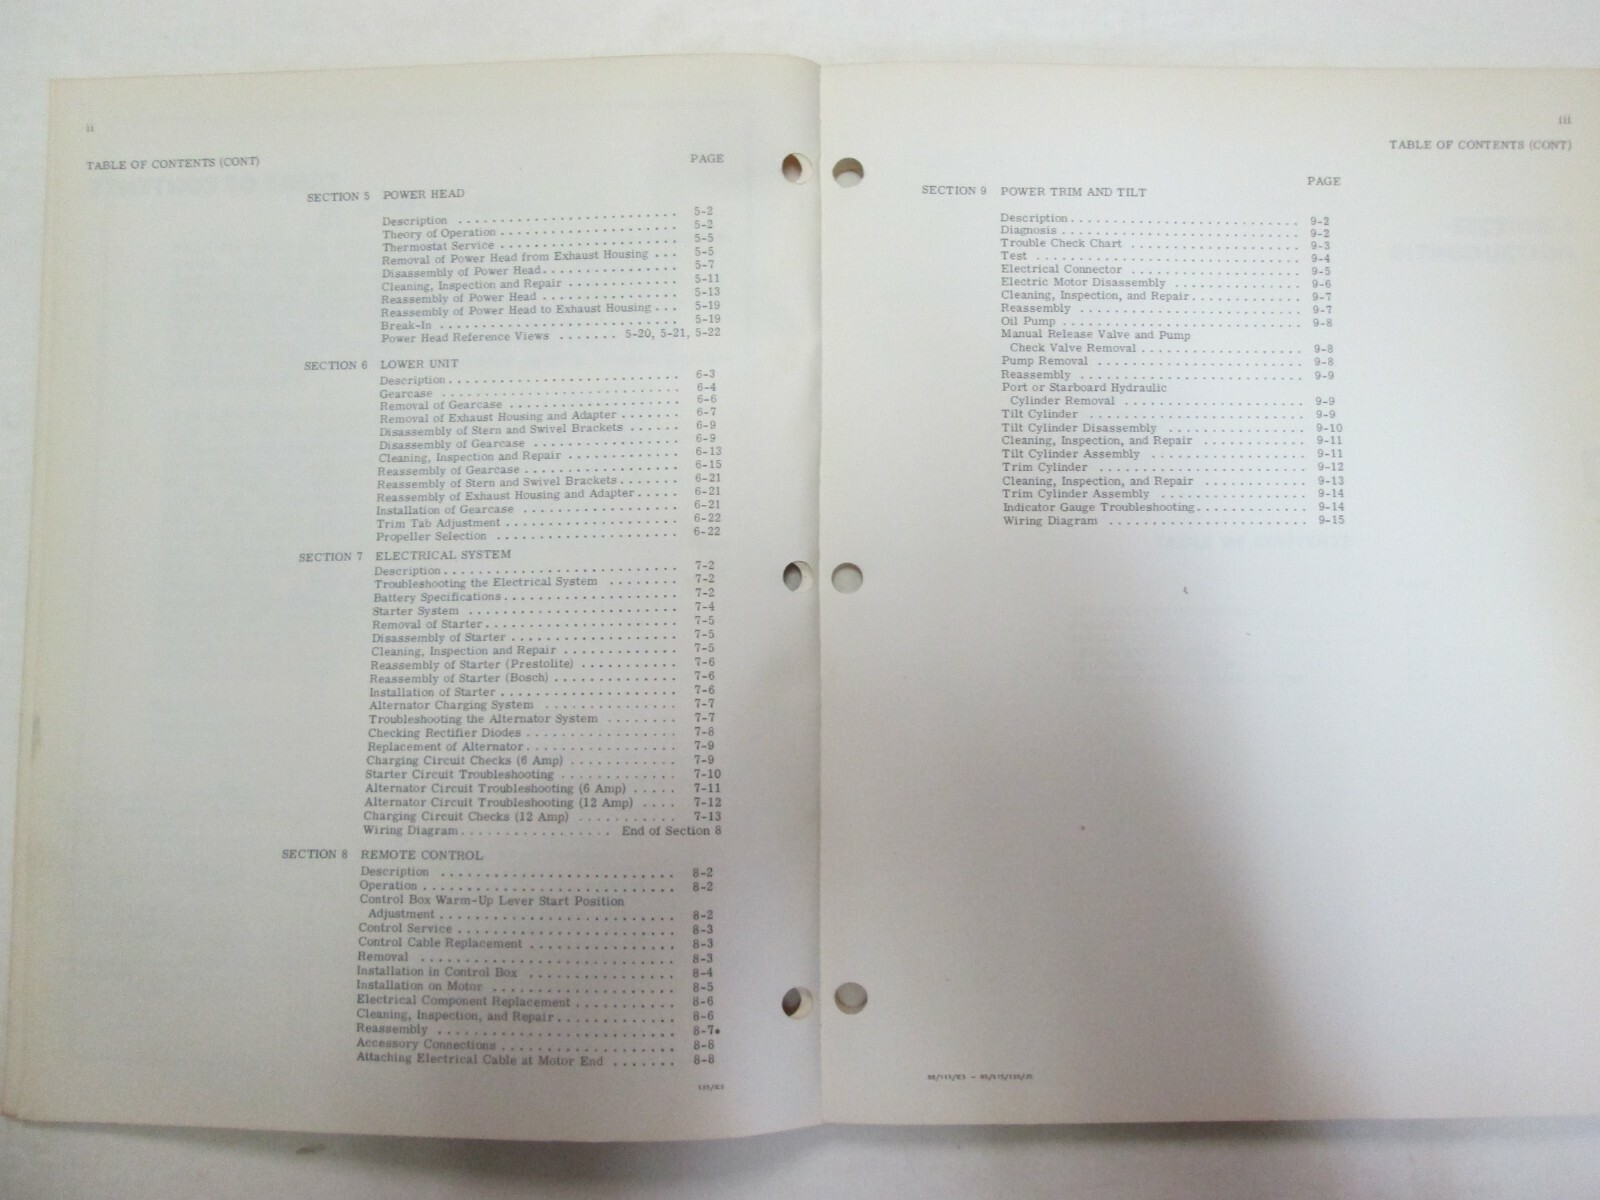 ii
TABLE OF CONTENTS (CONT)
PAGE
SECTION 5 POWER HEAD
Description . . . . . . . . . . . . . . . . . . . . . . . . . 5-2
Theory of Operation . . . . . . . . . . . . . . . . . . . . 5-2
Thermostat Service . . . . . . . . . . . . . . . . . . . . 5-5
Removal of Power Head from Exhaust Housing . . . 5-5
Disassembly of Power Head . . . . . . . . . . . . . . . 5-7
Cleaning, Inspection and Repair . . . . . . . . . . . . 5-11
Reassembly of Power Head . . . . . . . . . . . . . . . 5-13
Reassembly of Power Head to Exhaust Housing . . . 5-19
Break-In . . . . . . . . . . . . . . . . . . . . . . . . . . 5-19
Power Head Reference Views . . . . . . . 5-20, 5-21, 5-22
SECTION 6 LOWER UNIT
Description . . . . . . . . . . . . . . . . . . . . . . . . . 6-3
Gearcase . . . . . . . . . . . . . . . . . . . . . . . . . . 6-4
Removal of Gearcase . . . . . . . . . . . . . . . . . . . 6-6
Removal of Exhaust Housing and Adapter . . . . . . . 6-7
Disassembly of Stern and Swivel Brackets . . . . . . 6-9
Disassembly of Gearcase . . . . . . . . . . . . . . . . 6-9
Cleaning, Inspection and Repair . . . . . . . . . . . . 6-13
Reassembly of Gearcase . . . . . . . . . . . . . . . . . 6-15
Reassembly of Stern and Swivel Brackets . . . . . . . 6-21
Reassembly of Exhaust Housing and Adapter . . . . . 6-21
Installation of Gearcase . . . . . . . . . . . . . . . . . 6-21
Trim Tab Adjustment . . . . . . . . . . . . . . . . . . . 6-22
Propeller Selection . . . . . . . . . . . . . . . . . . . . 6-22
SECTION 7 ELECTRICAL SYSTEM
Description . . . . . . . . . . . . . . . . . . . . . . . . . 7-2
Troubleshooting the Electrical System . . . . . . . . 7-2
Battery Specifications . . . . . . . . . . . . . . . . . . . 7-2
Starter System . . . . . . . . . . . . . . . . . . . . . . . 7-4
Removal of Starter . . . . . . . . . . . . . . . . . . . . . 7-5
Disassembly of Starter . . . . . . . . . . . . . . . . . . 7-5
Cleaning, Inspection and Repair . . . . . . . . . . . . . 7-5
Reassembly of Starter (Prestolite) . . . . . . . . . . . 7-6
Reassembly of Starter (Bosch) . . . . . . . . . . . . . . 7-6
Installation of Starter . . . . . . . . . . . . . . . . . . . 7-6
Alternator Charging System . . . . . . . . . . . . . . . 7-7
Troubleshooting the Alternator System . . . . . . . . 7-7
Checking Rectifier Diodes . . . . . . . . . . . . . . . . . 7-8
Replacement of Alternator . . . . . . . . . . . . . . . . . 7-9
Charging Circuit Checks (6 Amp) . . . . . . . . . . . . 7-9
Starter Circuit Troubleshooting . . . . . . . . . . . . . 7-10
Alternator Circuit Troubleshooting (6 Amp) . . . . . 7-11
Alternator Circuit Troubleshooting (12 Amp) . . . . 7-12
Charging Circuit Checks (12 Amp) . . . . . . . . . . . 7-13
Wiring Diagram . . . . . . . . . . . . . . . . . End of Section 8
SECTION 8 REMOTE CONTROL
Description . . . . . . . . . . . . . . . . . . . . . . . . . 8-2
Operation . . . . . . . . . . . . . . . . . . . . . . . . . . . 8-2
Control Box Warm-Up Lever Start Position
Adjustment . . . . . . . . . . . . . . . . . . . . . . . . . 8-2
Control Service . . . . . . . . . . . . . . . . . . . . . . . 8-3
Control Cable Replacement . . . . . . . . . . . . . . . . 8-3
Removal . . . . . . . . . . . . . . . . . . . . . . . . . . . 8-3
Installation in Control Box . . . . . . . . . . . . . . . . 8-4
Installation on Motor . . . . . . . . . . . . . . . . . . . . 8-5
Electrical Component Replacement . . . . . . . . . . . 8-6
Cleaning, Inspection, and Repair . . . . . . . . . . . . . 8-6
Reassembly . . . . . . . . . . . . . . . . . . . . . . . . . 8-7
Accessory Connections . . . . . . . . . . . . . . . . . . . 8-8
Attaching Electrical Cable at Motor End . . . . . . . 8-8
iii
TABLE OF CONTENTS (CONT)
PAGE
SECTION 9 POWER TRIM AND TILT
Description . . . . . . . . . . . . . . . . . . . . . . . . . . 9-2
Diagnosis . . . . . . . . . . . . . . . . . . . . . . . . . . . 9-2
Trouble Check Chart . . . . . . . . . . . . . . . . . . . 9-3
Test . . . . . . . . . . . . . . . . . . . . . . . . . . . . . . 9-4
Electrical Connector . . . . . . . . . . . . . . . . . . . 9-5
Electric Motor Disassembly . . . . . . . . . . . . . . 9-6
Cleaning, Inspection, and Repair . . . . . . . . . . . . 9-7
Reassembly . . . . . . . . . . . . . . . . . . . . . . . . . 9-7
Oil Pump . . . . . . . . . . . . . . . . . . . . . . . . . . . 9-8
Manual Release Valve and Pump
Check Valve Removal . . . . . . . . . . . . . . . . . . 9-8
Pump Removal . . . . . . . . . . . . . . . . . . . . . . . 9-8
Reassembly . . . . . . . . . . . . . . . . . . . . . . . . . 9-9
Port or Starboard Hydraulic
Cylinder Removal . . . . . . . . . . . . . . . . . . . . 9-9
Tilt Cylinder . . . . . . . . . . . . . . . . . . . . . . . . 9-9
Tilt Cylinder Disassembly . . . . . . . . . . . . . . . 9-10
Cleaning, Inspection, and Repair . . . . . . . . . . . . 9-11
Tilt Cylinder Assembly . . . . . . . . . . . . . . . . . 9-11
Trim Cylinder . . . . . . . . . . . . . . . . . . . . . . . 9-12
Cleaning, Inspection, and Repair . . . . . . . . . . . . 9-13
Trim Cylinder Assembly . . . . . . . . . . . . . . . . . 9-14
Indicator Gauge Troubleshooting . . . . . . . . . . . . . 9-14
Wiring Diagram . . . . . . . . . . . . . . . . . . . . . . 9-15